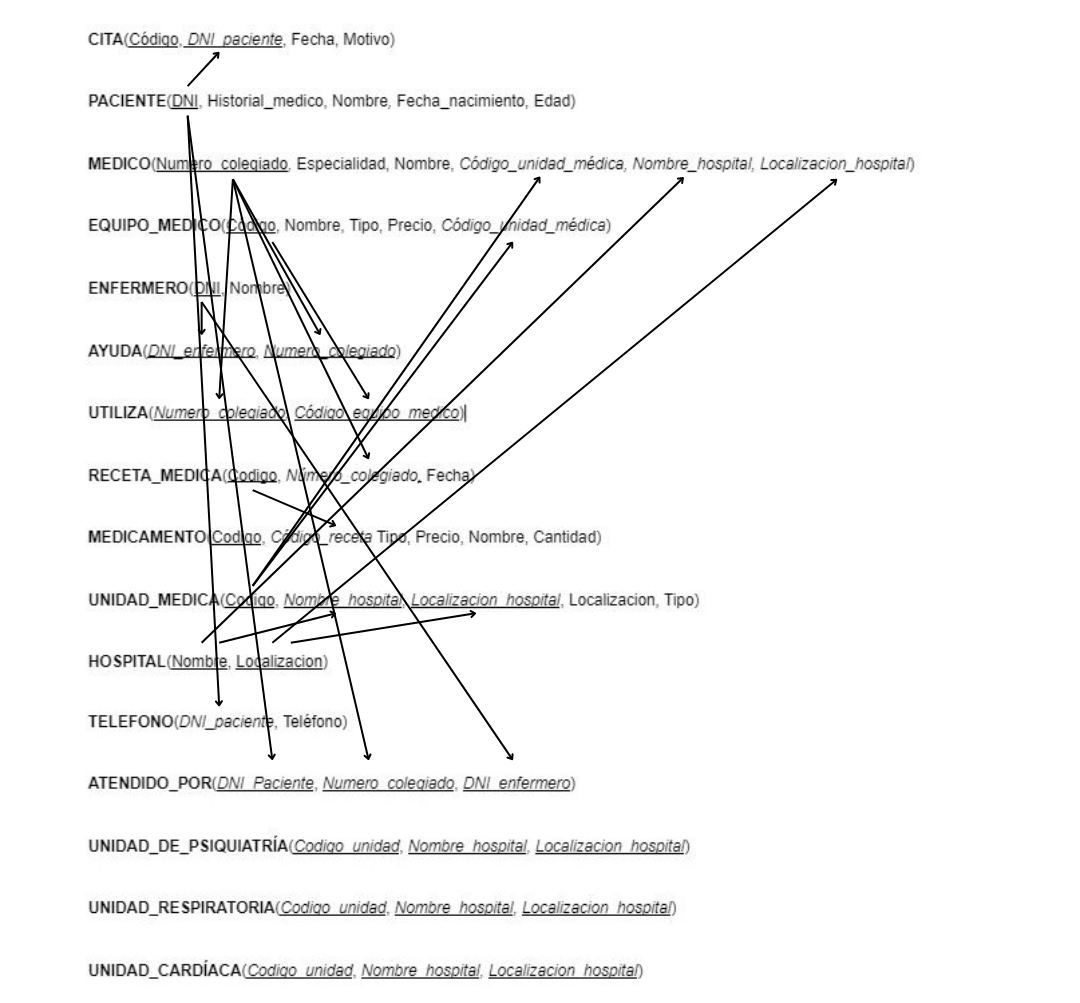 CITA(Código, DNI_paciente, Fecha, Motivo)
PACIENTE(DNI, Historial_medico, Nombre, Fecha_nacimiento, Edad)
MEDICO(Numero_colegiado, Especialidad, Nombre, Código_unidad_médica, Nombre_hospital, Localizacion_hospital)
EQUIPO_MEDICO(Codigo, Nombre, Tipo, Precio, Código_unidad_médica)
ENFERMERO(DNI, Nombre)
AYUDA(DNI_enfermero, Numero_colegiado)
UTILIZA(Numero_colegiado, Código_equipo_medico)
RECETA_MEDICA(Codigo, Número_colegiado, Fecha)
MEDICAMENTO(Codigo, Código_receta Tipo, Precio, Nombre, Cantidad)
UNIDAD_MEDICA(Codigo, Nombre_hospital, Localizacion_hospital, Localizacion, Tipo)
HOSPITAL(Nombre, Localizacion)
TELEFONO(DNI_paciente, Teléfono)
ATENDIDO_POR(DNI_Paciente, Numero_colegiado, DNI_enfermero)
UNIDAD_DE_PSIQUIATRÍA(Codigo_unidad, Nombre_hospital, Localizacion_hospital)
UNIDAD_RESPIRATORIA(Codigo_unidad, Nombre_hospital, Localizacion_hospital)
UNIDAD_CARDÍACA(Codigo_unidad, Nombre_hospital, Localizacion_hospital)